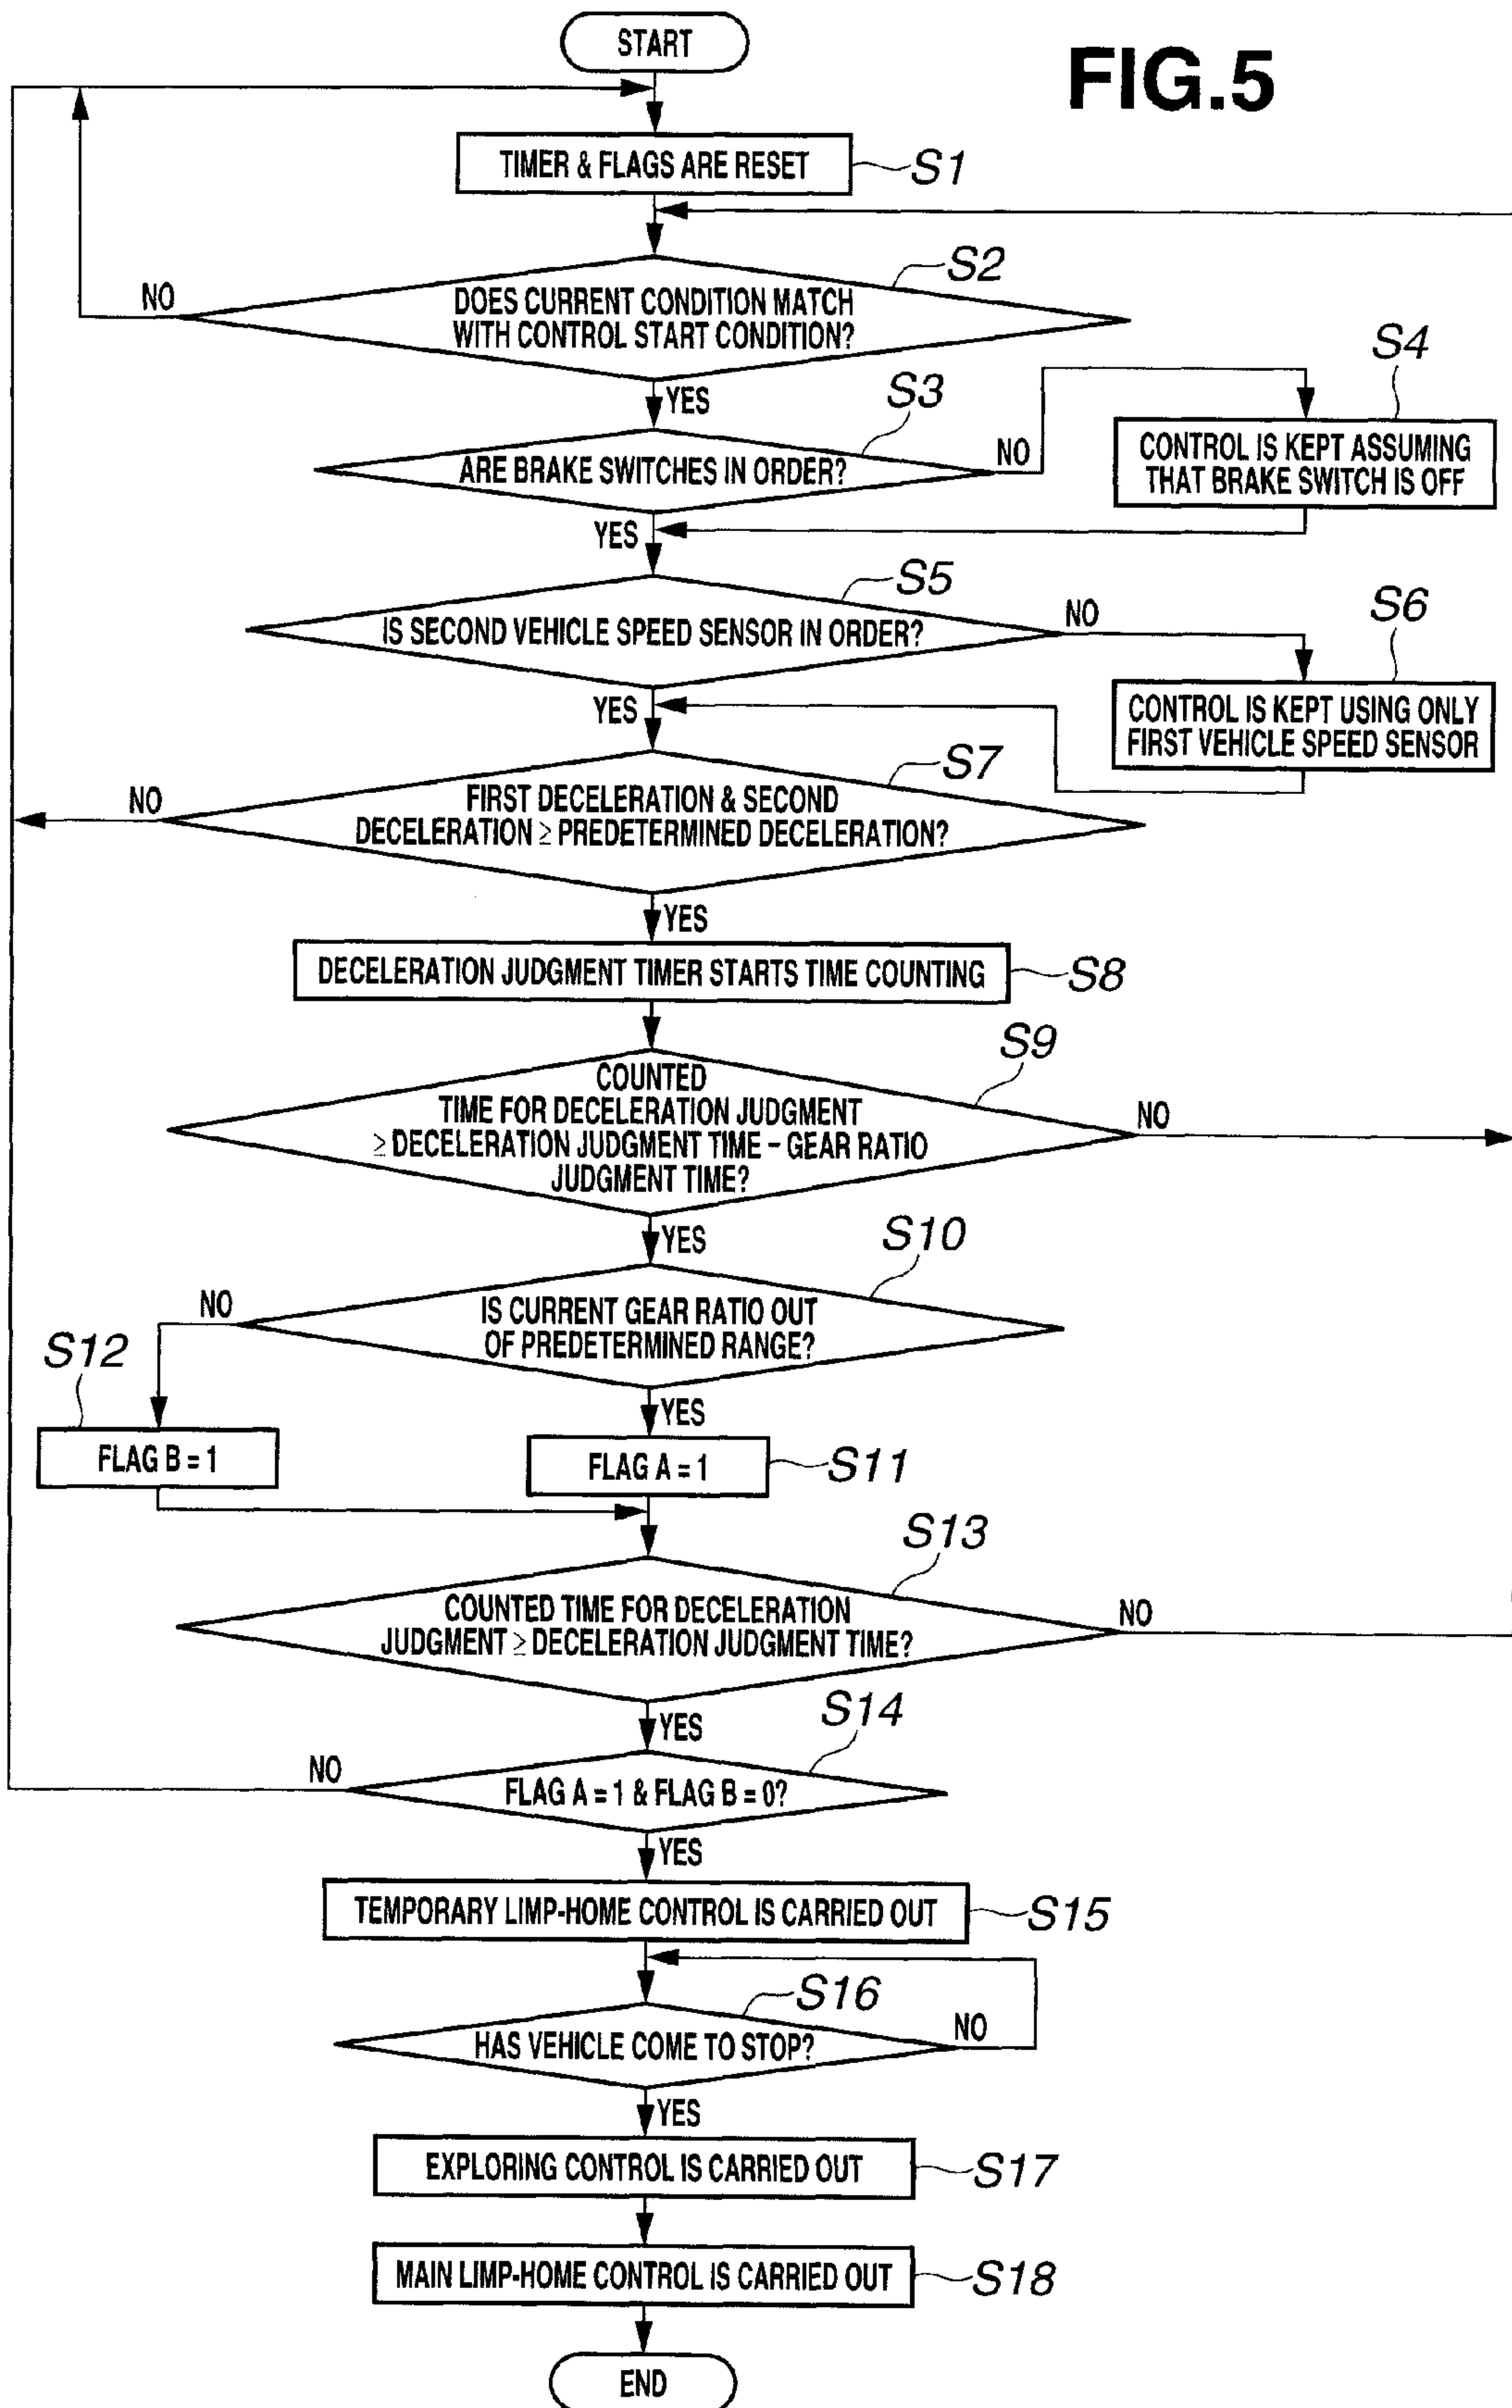 START
FIG.5
TIMER & FLAGS ARE RESET
S1
S2
NO
DOES CURRENT CONDITION MATCH
WITH CONTROL START CONDITION?
YES
S3
S4
ARE BRAKE SWITCHES IN ORDER?
NO
CONTROL IS KEPT ASSUMING
THAT BRAKE SWITCH IS OFF
YES
S5
IS SECOND VEHICLE SPEED SENSOR IN ORDER?
NO
S6
YES
CONTROL IS KEPT USING ONLY
FIRST VEHICLE SPEED SENSOR
S7
NO
FIRST DECELERATION & SECOND
DECELERATION ≥ PREDETERMINED DECELERATION?
YES
DECELERATION JUDGMENT TIMER STARTS TIME COUNTING
S8
S9
COUNTED
TIME FOR DECELERATION JUDGMENT
≥ DECELERATION JUDGMENT TIME - GEAR RATIO
JUDGMENT TIME?
NO
YES
S10
NO
IS CURRENT GEAR RATIO OUT
OF PREDETERMINED RANGE?
S12
YES
FLAG B = 1
FLAG A = 1
S11
S13
COUNTED TIME FOR DECELERATION
JUDGMENT ≥ DECELERATION JUDGMENT TIME?
NO
YES
S14
NO
FLAG A = 1 & FLAG B = 0?
YES
TEMPORARY LIMP-HOME CONTROL IS CARRIED OUT
S15
S16
HAS VEHICLE COME TO STOP?
NO
YES
EXPLORING CONTROL IS CARRIED OUT
S17
MAIN LIMP-HOME CONTROL IS CARRIED OUT
S18
END